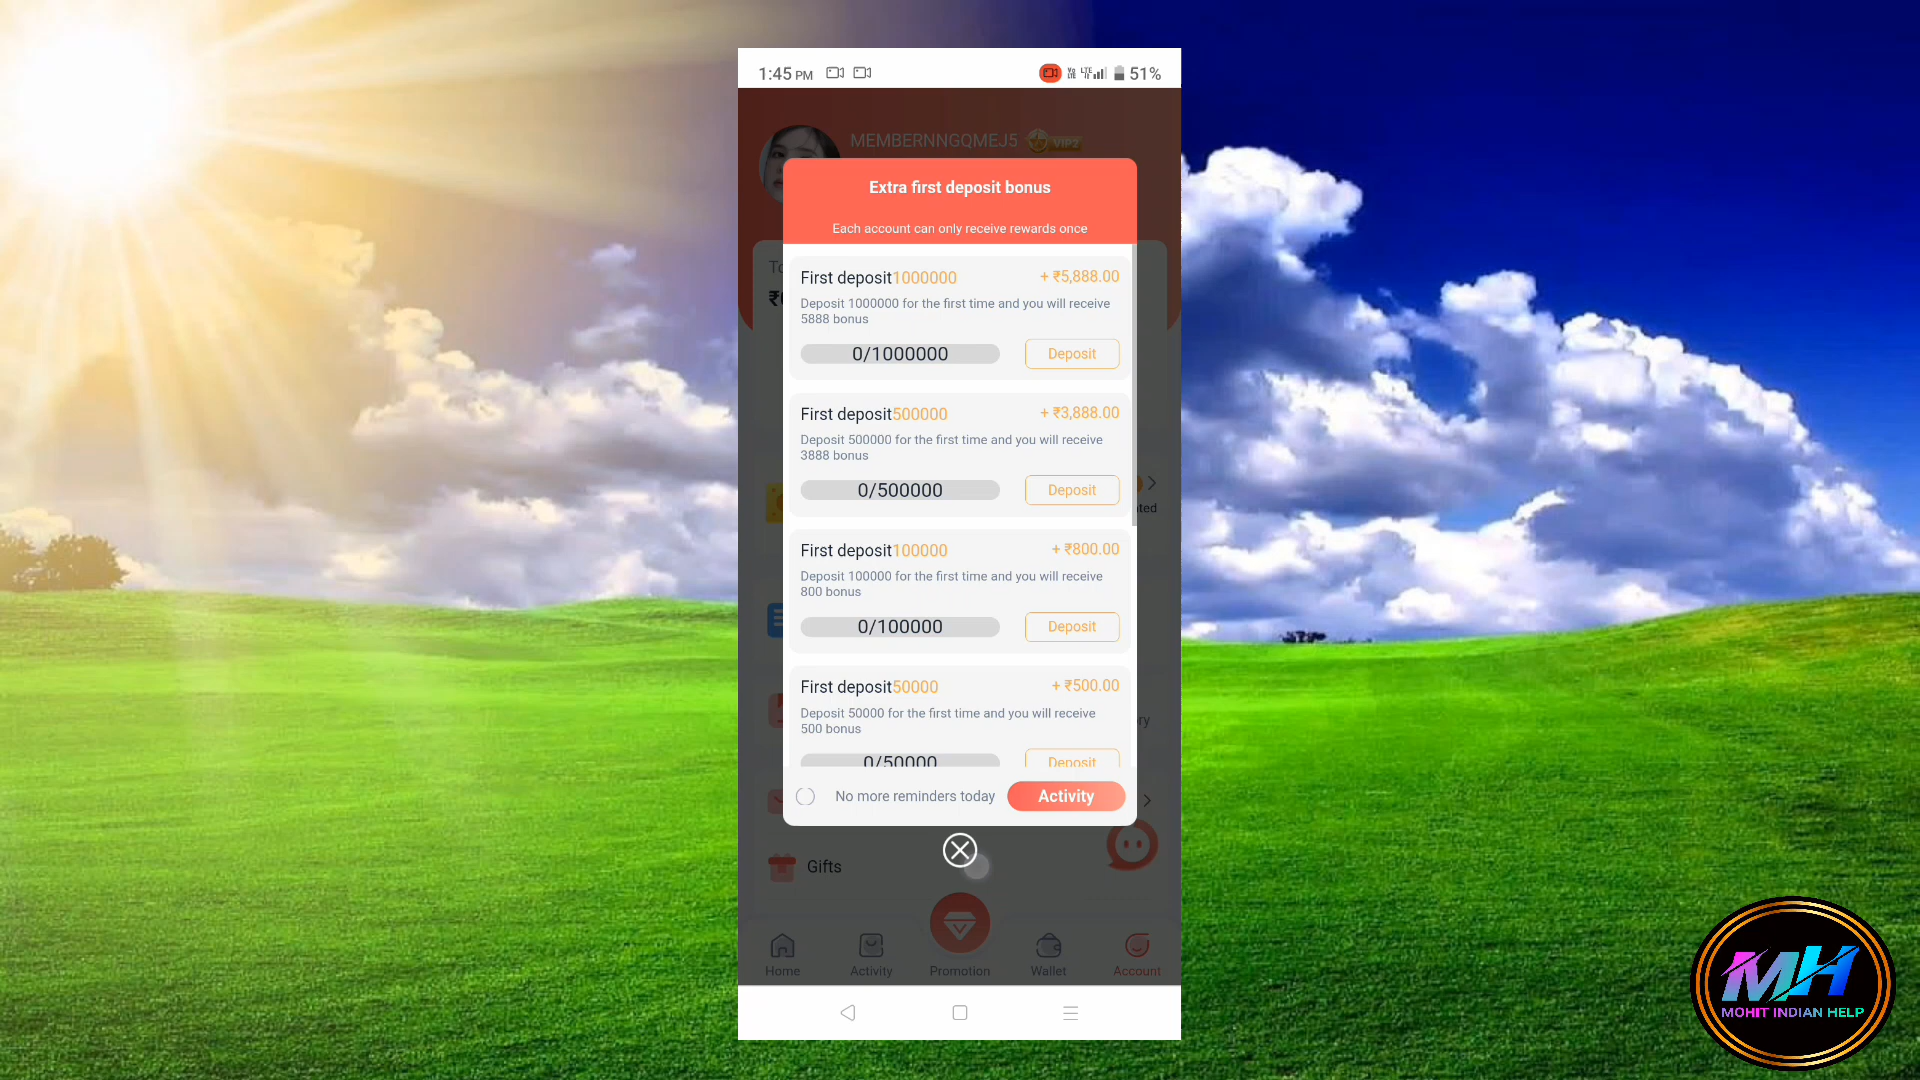 1:45 PM
51%
MEMBERNNGQMEJ5 VIP2
Extra first deposit bonus
Each account can only receive rewards once
First deposit1000000 + ₹5,888.00
Deposit 1000000 for the first time and you will receive
5888 bonus
0/1000000 Deposit
First deposit500000 + ₹3,888.00
Deposit 500000 for the first time and you will receive
3888 bonus
0/500000 Deposit
First deposit100000 + ₹800.00
Deposit 100000 for the first time and you will receive
800 bonus
0/100000 Deposit
First deposit50000 + ₹500.00
Deposit 50000 for the first time and you will receive
500 bonus
0/50000 Deposit
No more reminders today Activity
Gifts
Home Activity Promotion Wallet Account
MH
MOHIT INDIAN HELP